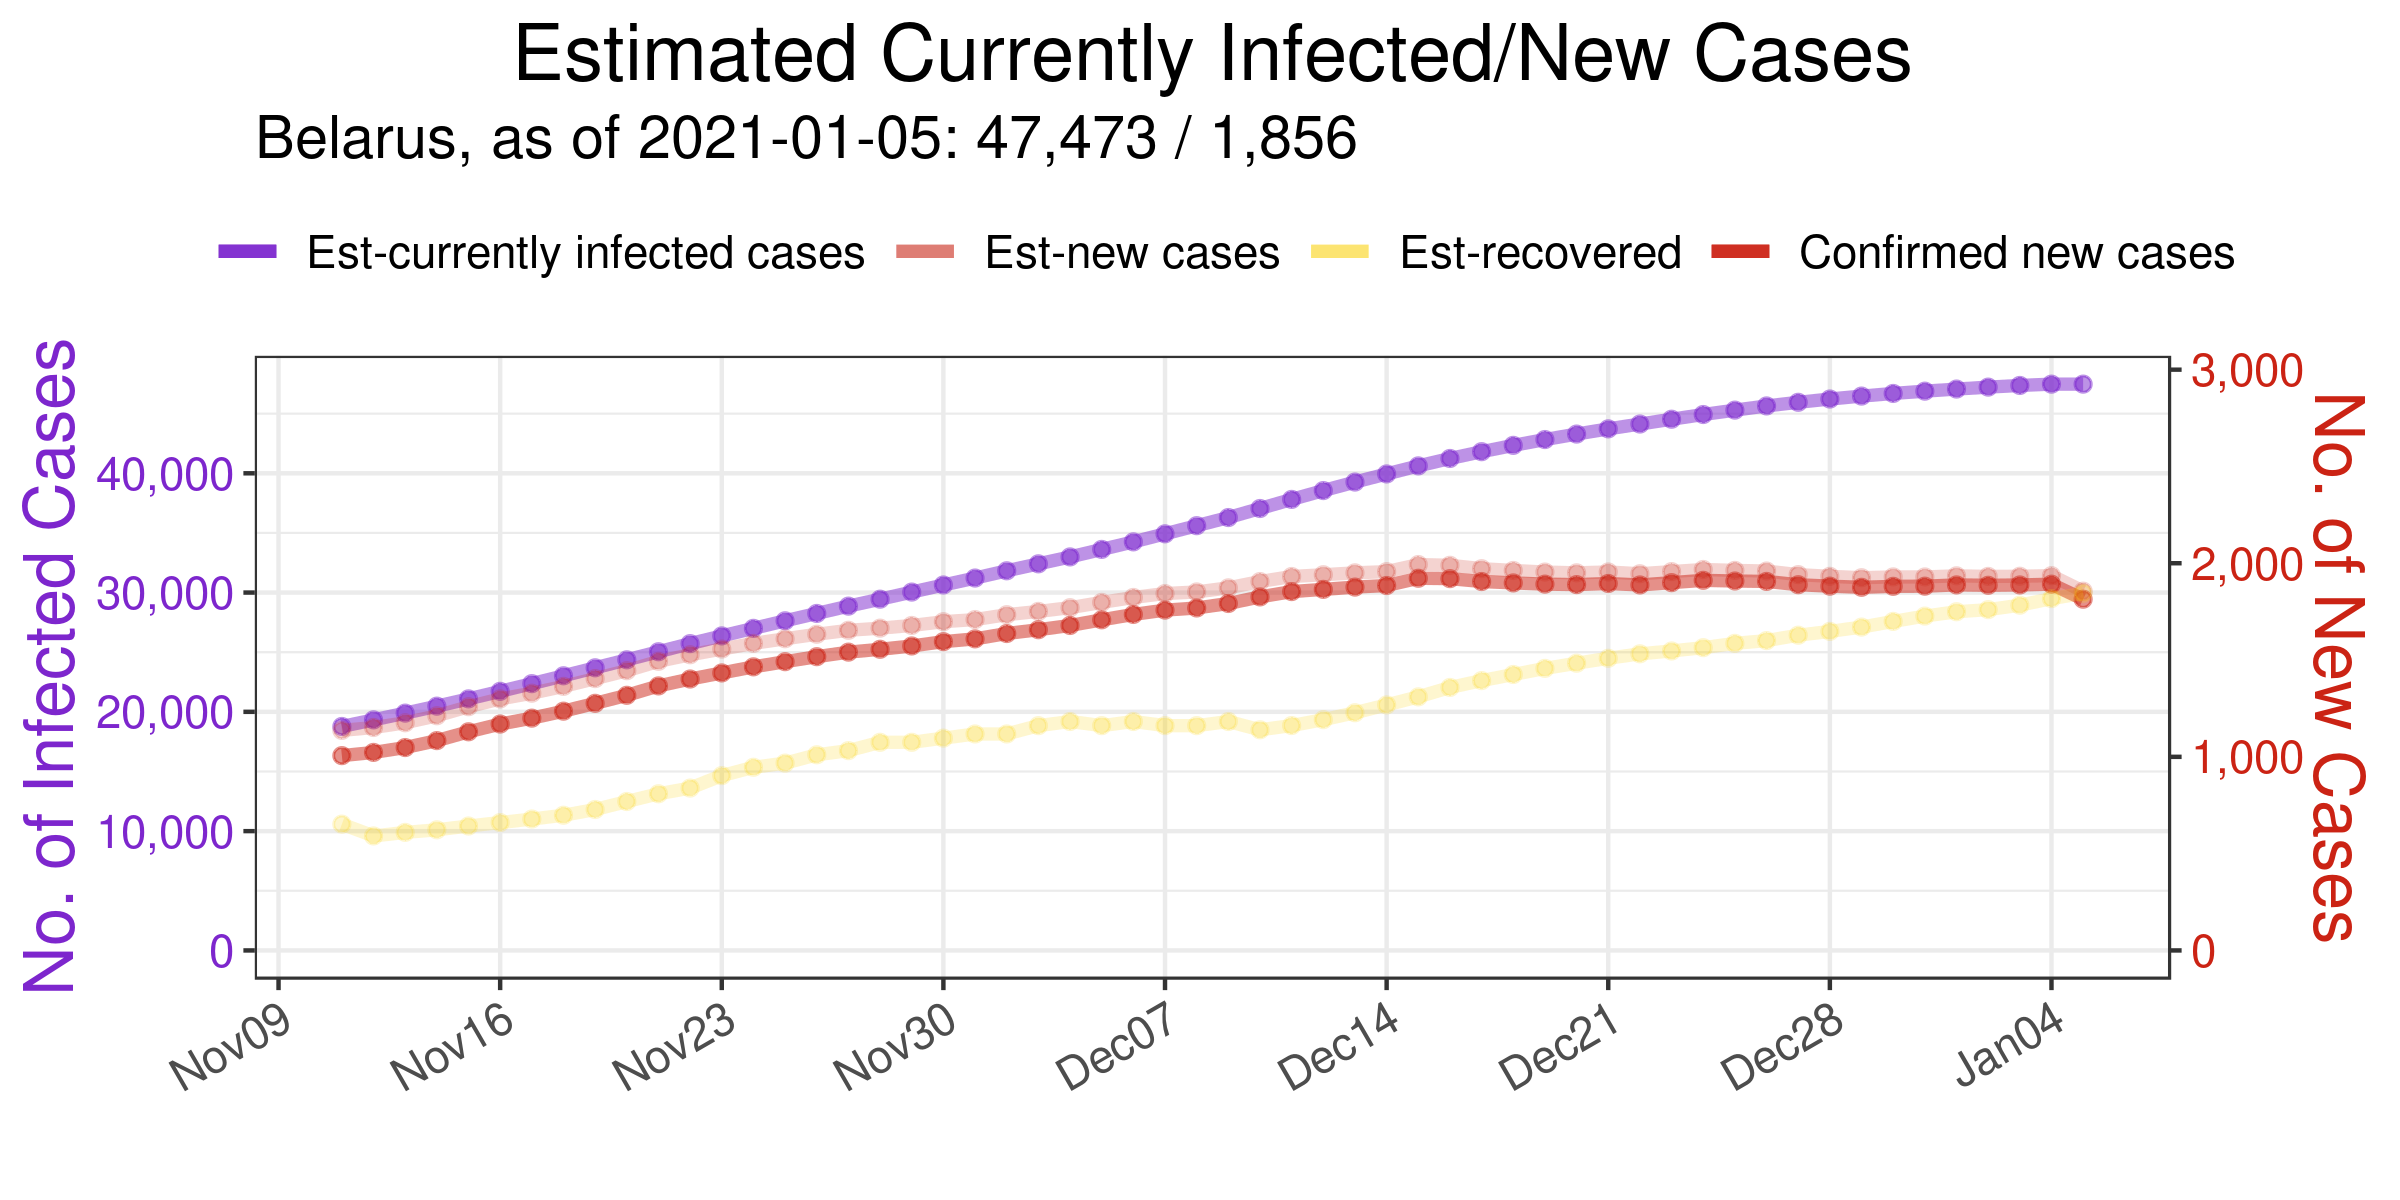 Estimated Currently Infected/New Cases
Belarus, as of 2021-01-05: 47,473 / 1,856
Est-currently infected cases Est-new cases Est-recovered Confirmed new cases
No. of Infected Cases
40,000
30,000
20,000
10,000
0
3,000
2,000
1,000
0
No. of New Cases
Nov09 Nov16 Nov23 Nov30 Dec07 Dec14 Dec21 Dec28 Jan04